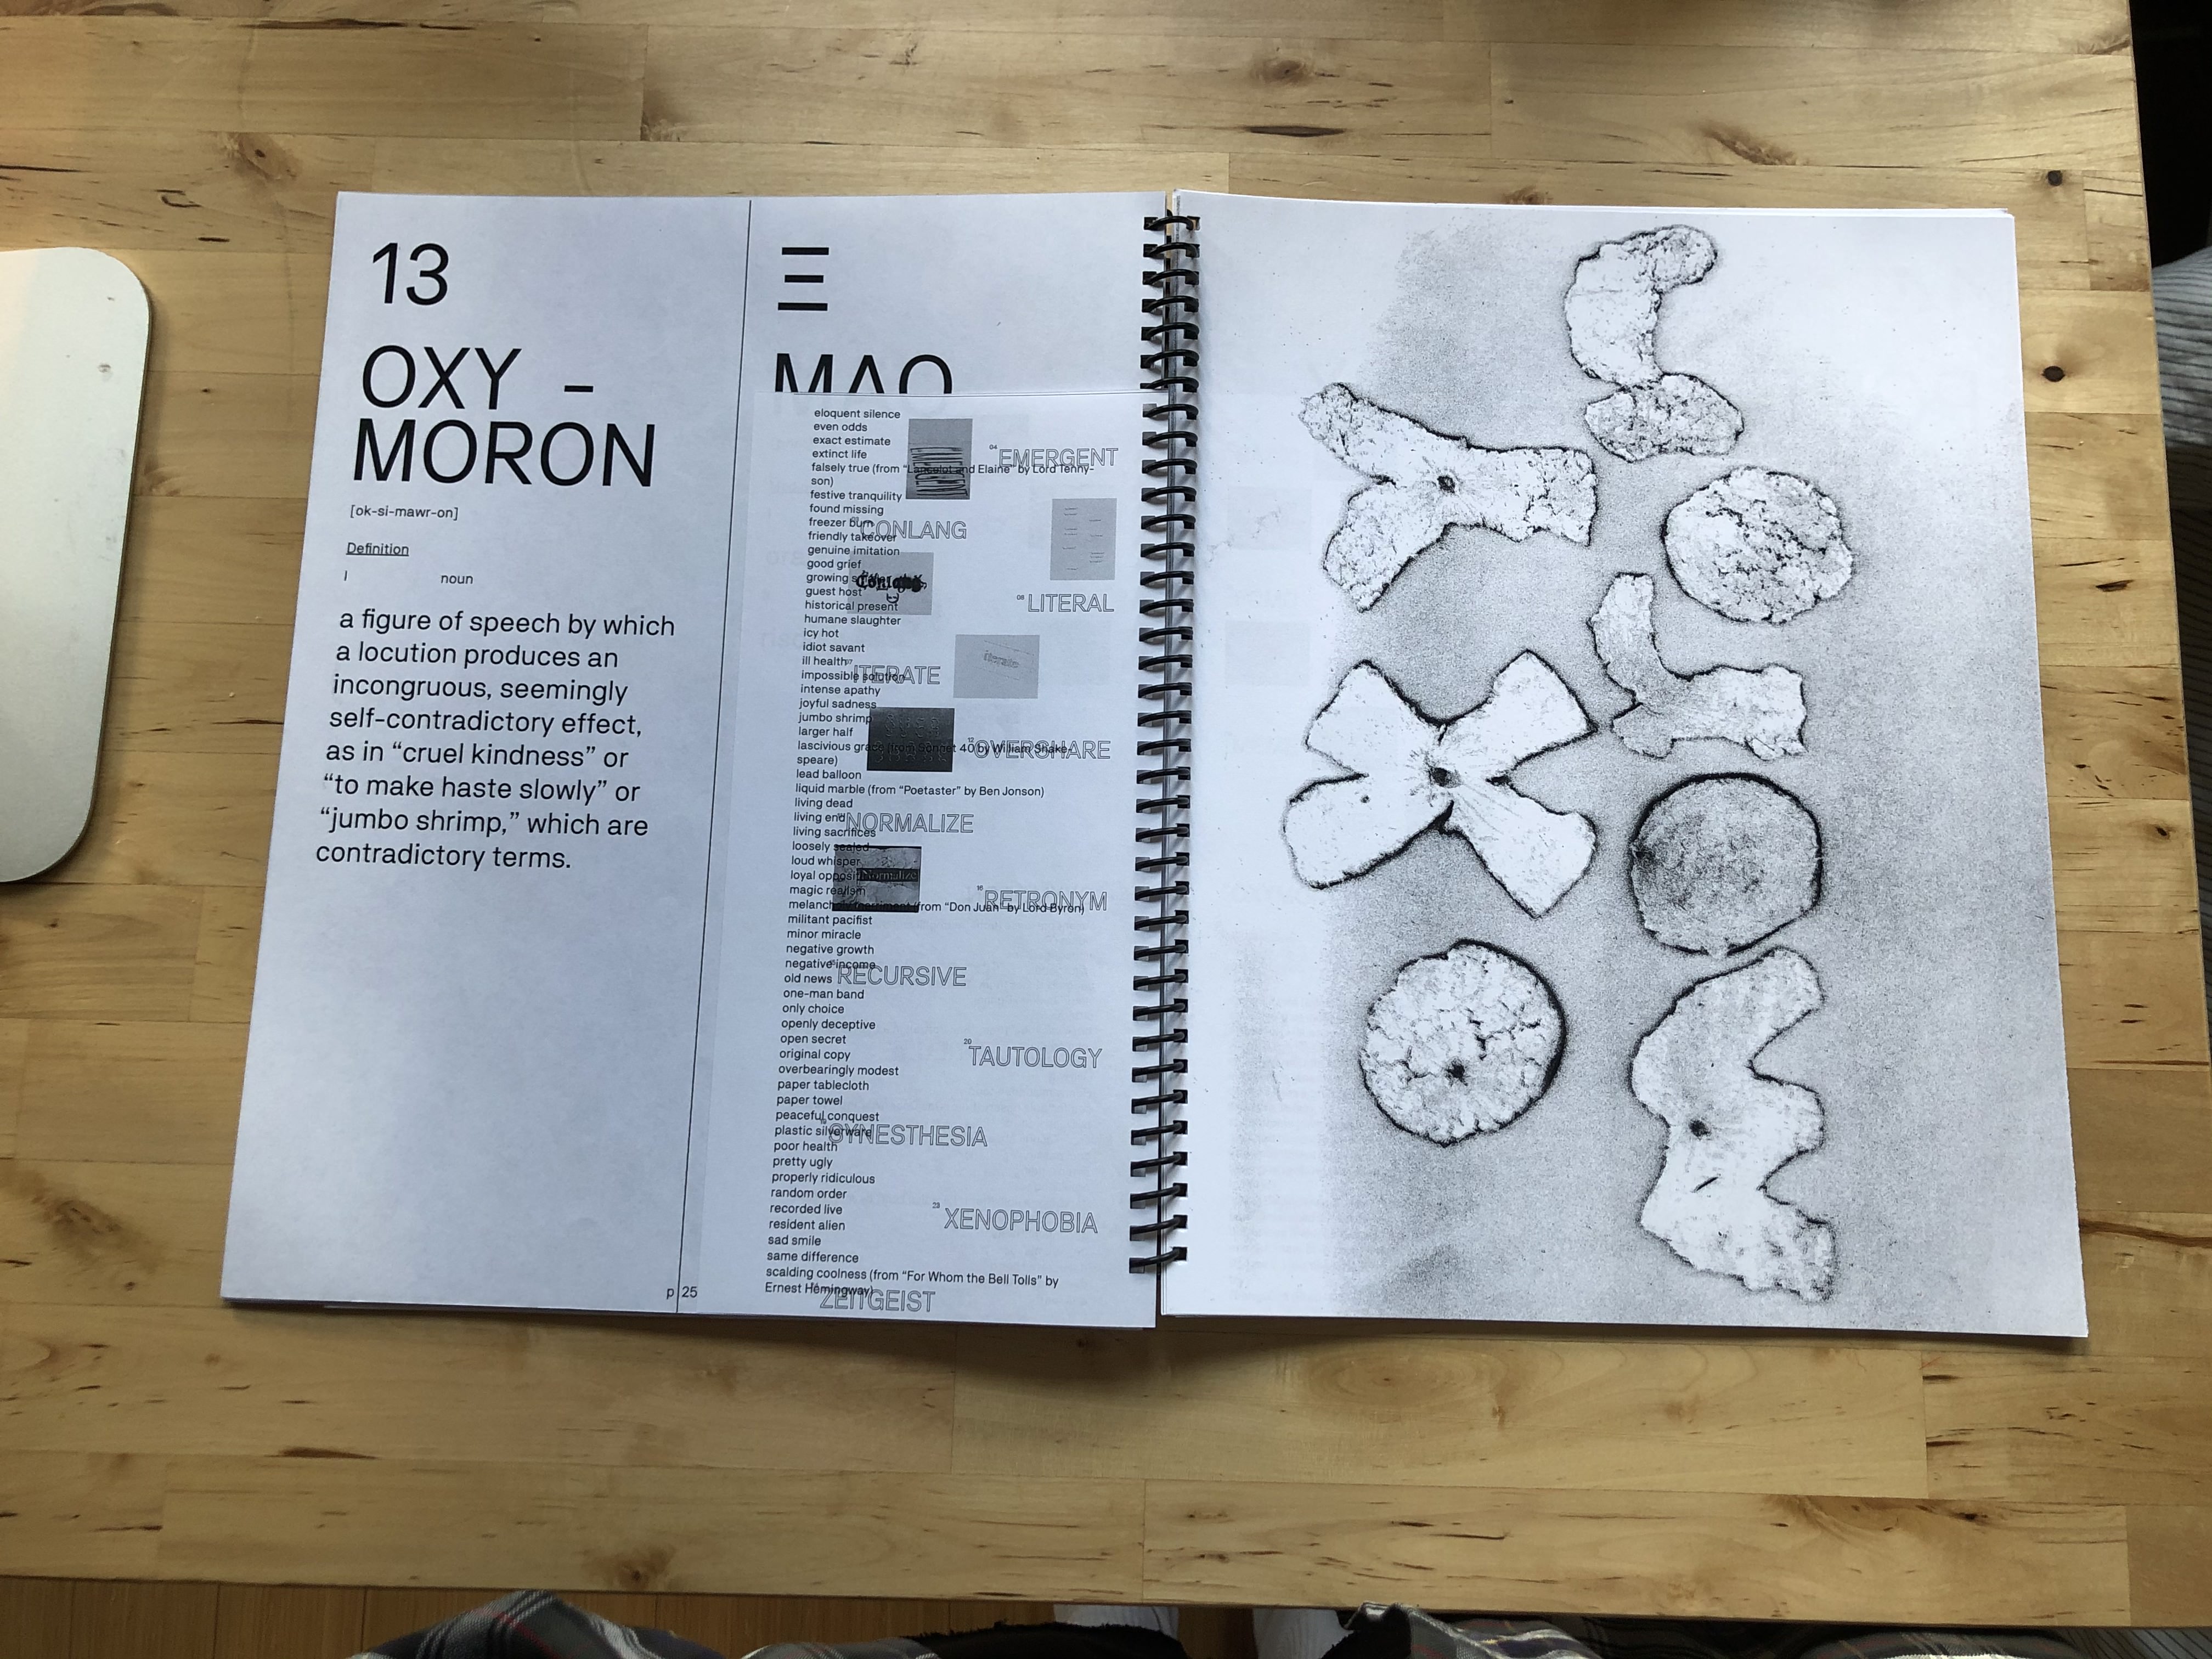 13
OXY -
MORON
[ok-si-mawr-on]
Definition
I
noun
a figure of speech by which
a locution produces an
incongruous, seemingly
self-contradictory effect,
as in “cruel kindness” or
“to make haste slowly” or
“jumbo shrimp,” which are
contradictory terms.
p 25
eloquent silence
even odds
exact estimate
extinct life
falsely true (from “Lancelot and Elaine” by Lord Tenny-
son)
festive tranquility
found missing
freezer burn
friendly takeover
genuine imitation
good grief
growing
guest host
historical present
humane slaughter
icy hot
idiot savant
ill health
impossible solution
intense apathy
joyful sadness
jumbo shrimp
larger half
lascivious grace (from Sonnet 40 by William Shake-
speare)
lead balloon
liquid marble (from “Poetaster” by Ben Jonson)
living dead
living end
living sacrifices
loosely sealed
loud whisper
loyal opposition
magic realism
melancholy (from “Don Juan” by Lord Byron)
militant pacifist
minor miracle
negative growth
negative income
old news
one-man band
only choice
openly deceptive
open secret
original copy
overbearingly modest
paper tablecloth
paper towel
peaceful conquest
plastic silverware
poor health
pretty ugly
properly ridiculous
random order
recorded live
resident alien
sad smile
same difference
scalding coolness (from “For Whom the Bell Tolls” by
Ernest Hemingway)
04 EMERGENT
CONLANG
08 LITERAL
ITERATE
OVERSHARE
NORMALIZE
16 RETRONYM
RECURSIVE
20 TAUTOLOGY
SYNESTHESIA
23 XENOPHOBIA
ZEITGEIST
OXY
MORON